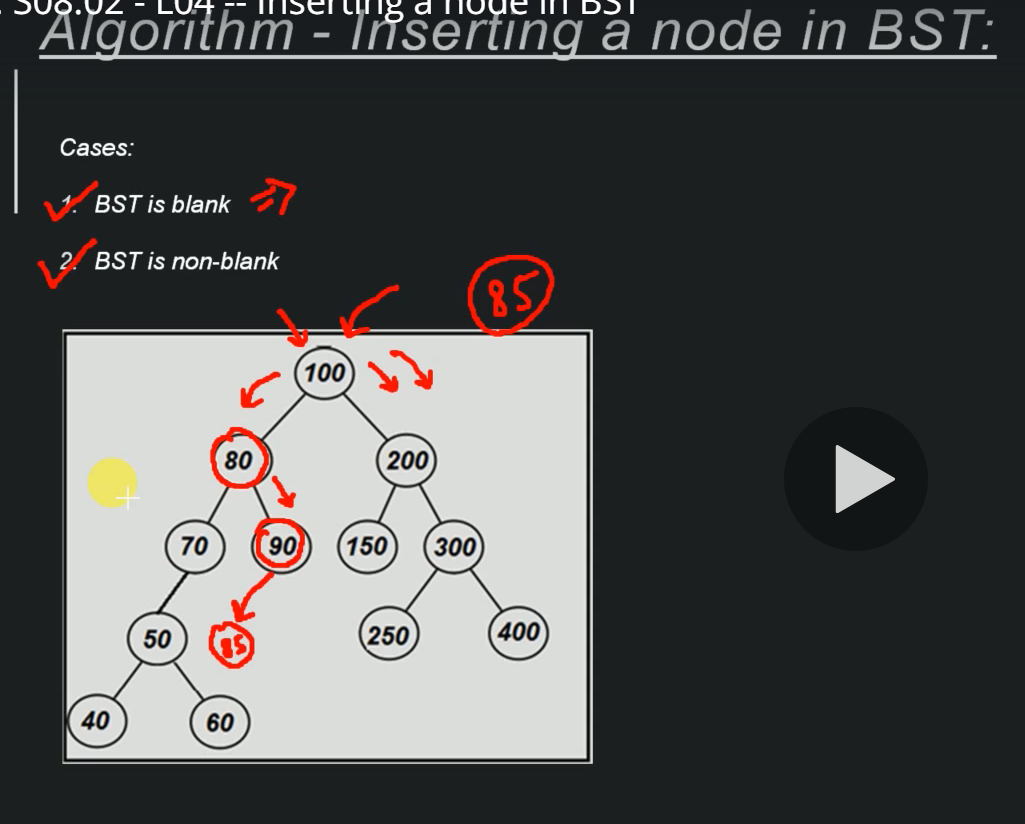 : S08.02 - L04 -- Inserting a node in BST
Algorithm - Inserting a node in BST:
Cases:
1. BST is blank
2. BST is non-blank
85
100
80
200
70
90
150
300
50
85
250
400
40
60